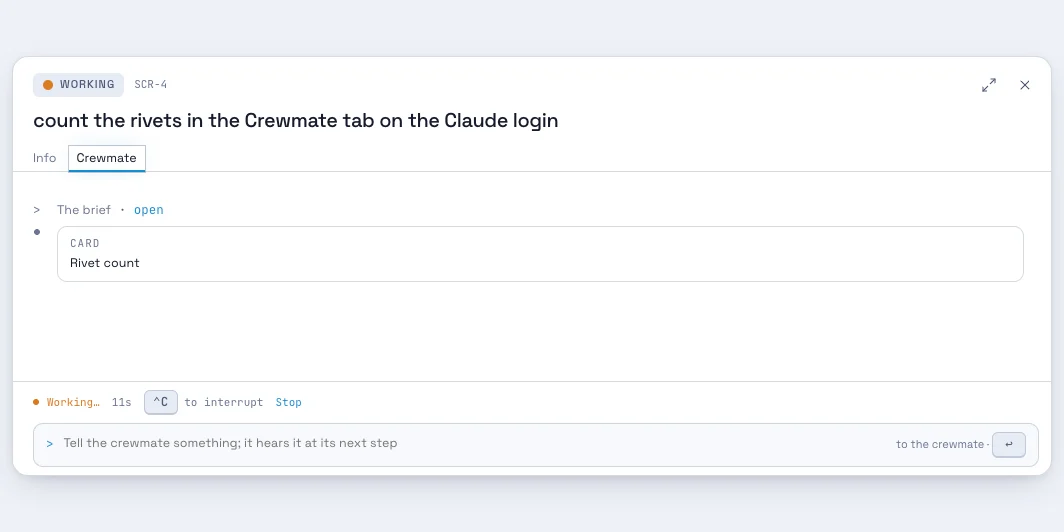 WORKING SCR-4
count the rivets in the Crewmate tab on the Claude login
Info Crewmate
> The brief · open
CARD
Rivet count
Working… 11s ⌃C to interrupt Stop
> Tell the crewmate something; it hears it at its next step to the crewmate · ↩